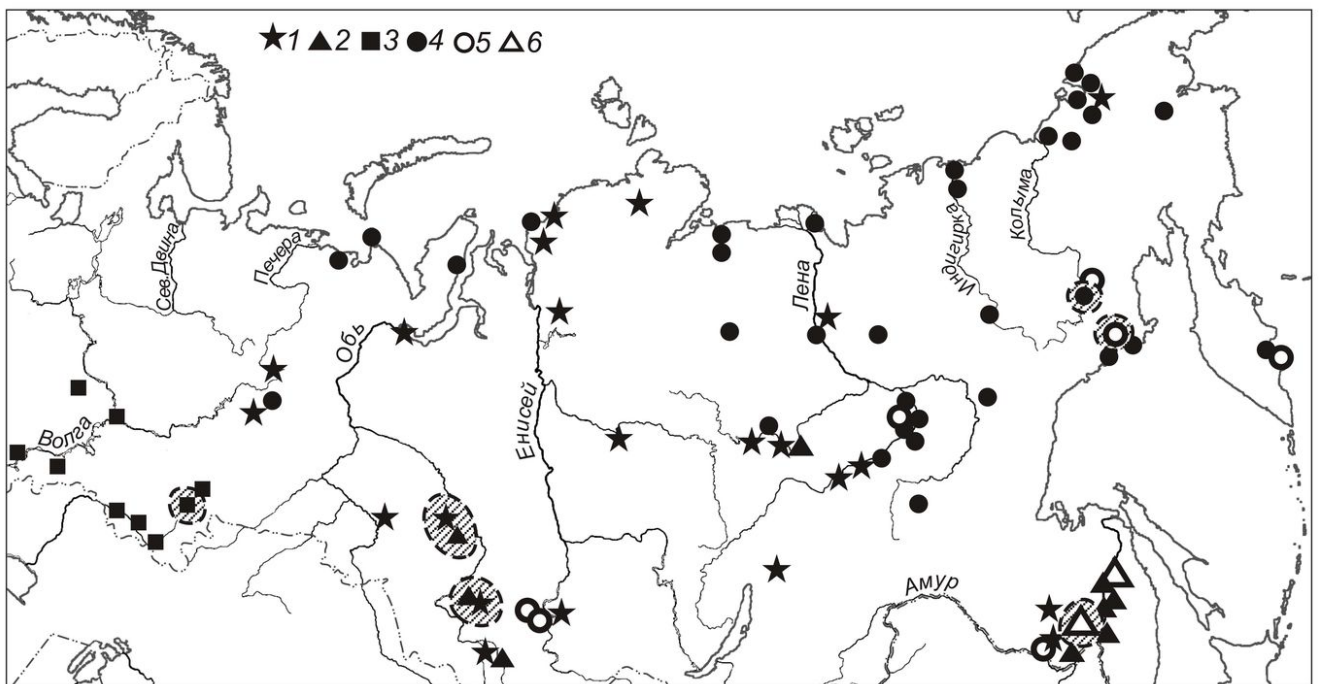 ★1 ▲2 ■3 ●4 ○5 △6
Сев.Двина
Печера
Обь
Енисей
Лена
Индигирка
Колыма
Волга
Амур